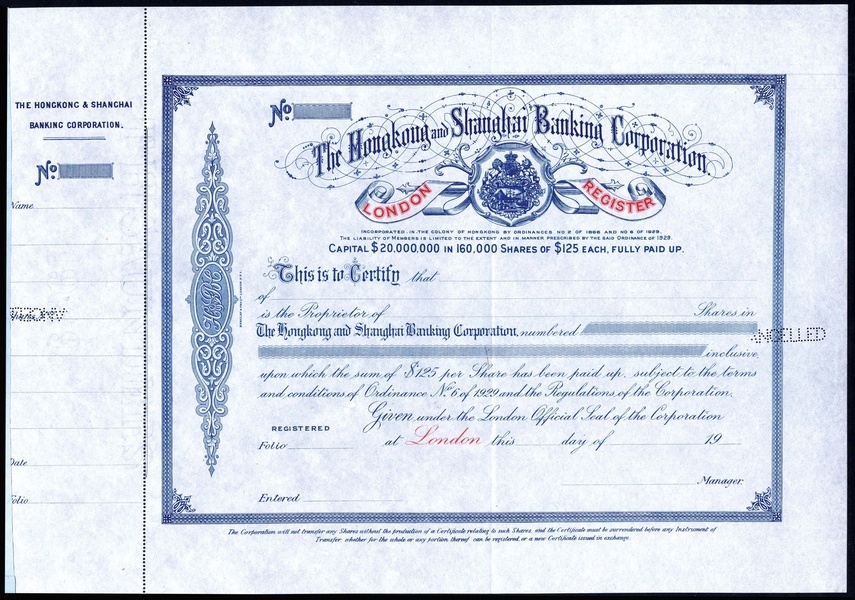 THE HONGKONG & SHANGHAI
BANKING CORPORATION.
No.
Name
Date
Folio
No.
The Hongkong and Shanghai Banking Corporation.
LONDON REGISTER
INCORPORATED IN THE COLONY OF HONGKONG BY ORDINANCES NO 2 OF 1866 AND NO 6 OF 1929.
THE LIABILITY OF MEMBERS IS LIMITED TO THE EXTENT AND IN MANNER PRESCRIBED BY THE SAID ORDINANCE OF 1929.
CAPITAL $20,000,000 IN 160,000 SHARES OF $125 EACH, FULLY PAID UP.
This is to Certify that
of
is the Proprietor of Shares in
The Hongkong and Shanghai Banking Corporation, numbered
ANCELLED
inclusive,
upon which the sum of $125 per Share has been paid up, subject to the terms
and conditions of Ordinance No. 6 of 1929 and the Regulations of the Corporation.
Given under the London Official Seal of the Corporation
REGISTERED
at London this day of 19
Folio
Manager.
Entered
The Corporation will not transfer any Shares without the production of a Certificate relating to such Shares, and the Certificate must be surrendered before any Instrument of
Transfer, whether for the whole or any portion thereof can be registered, or a new Certificate issued in exchange.